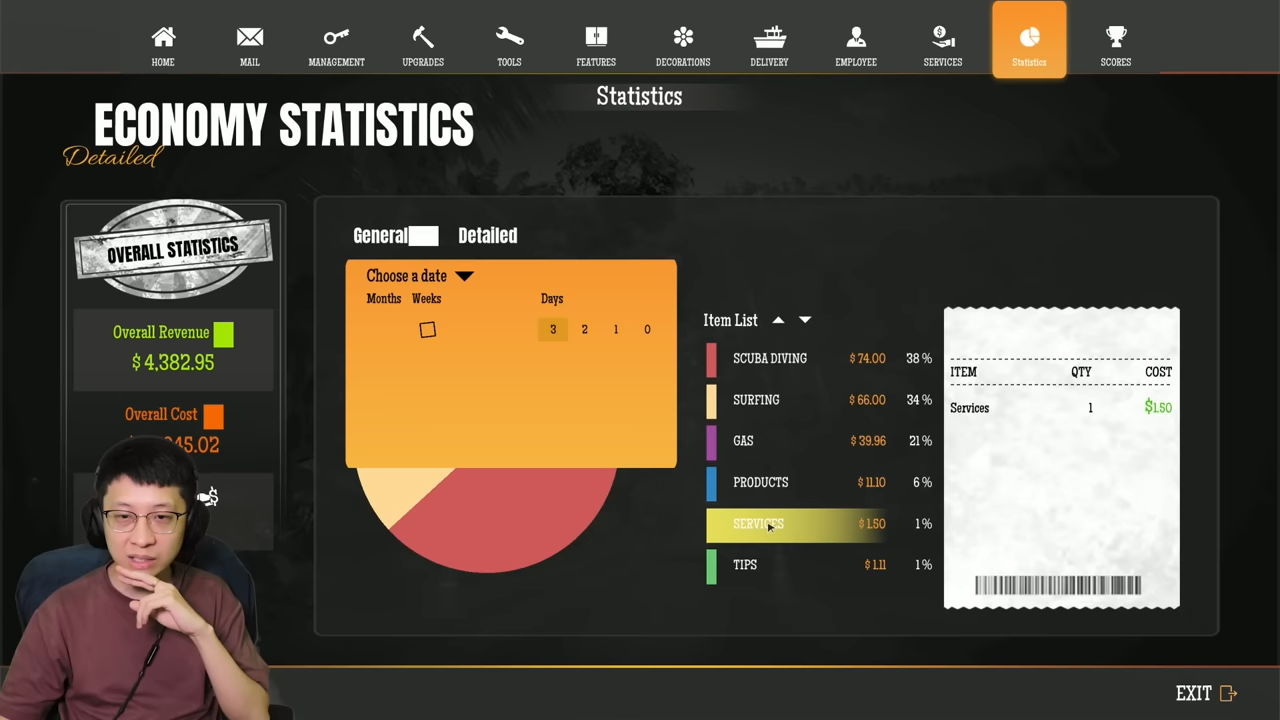 HOME MAIL MANAGEMENT UPGRADES TOOLS FEATURES DECORATIONS DELIVERY EMPLOYEE SERVICES Statistics SCORES
Statistics
ECONOMY STATISTICS
Detailed
OVERALL STATISTICS
Overall Revenue
$ 4,382.95
Overall Cost
45.02
General Detailed
Choose a date
Months Weeks Days
3 2 1 0
Item List
SCUBA DIVING $ 74.00 38 %
SURFING $ 66.00 34 %
GAS $ 39.96 21 %
PRODUCTS $ 11.10 6 %
SERVICES $ 1.50 1 %
TIPS $ 1.11 1 %
ITEM QTY COST
Services 1 $1.50
EXIT